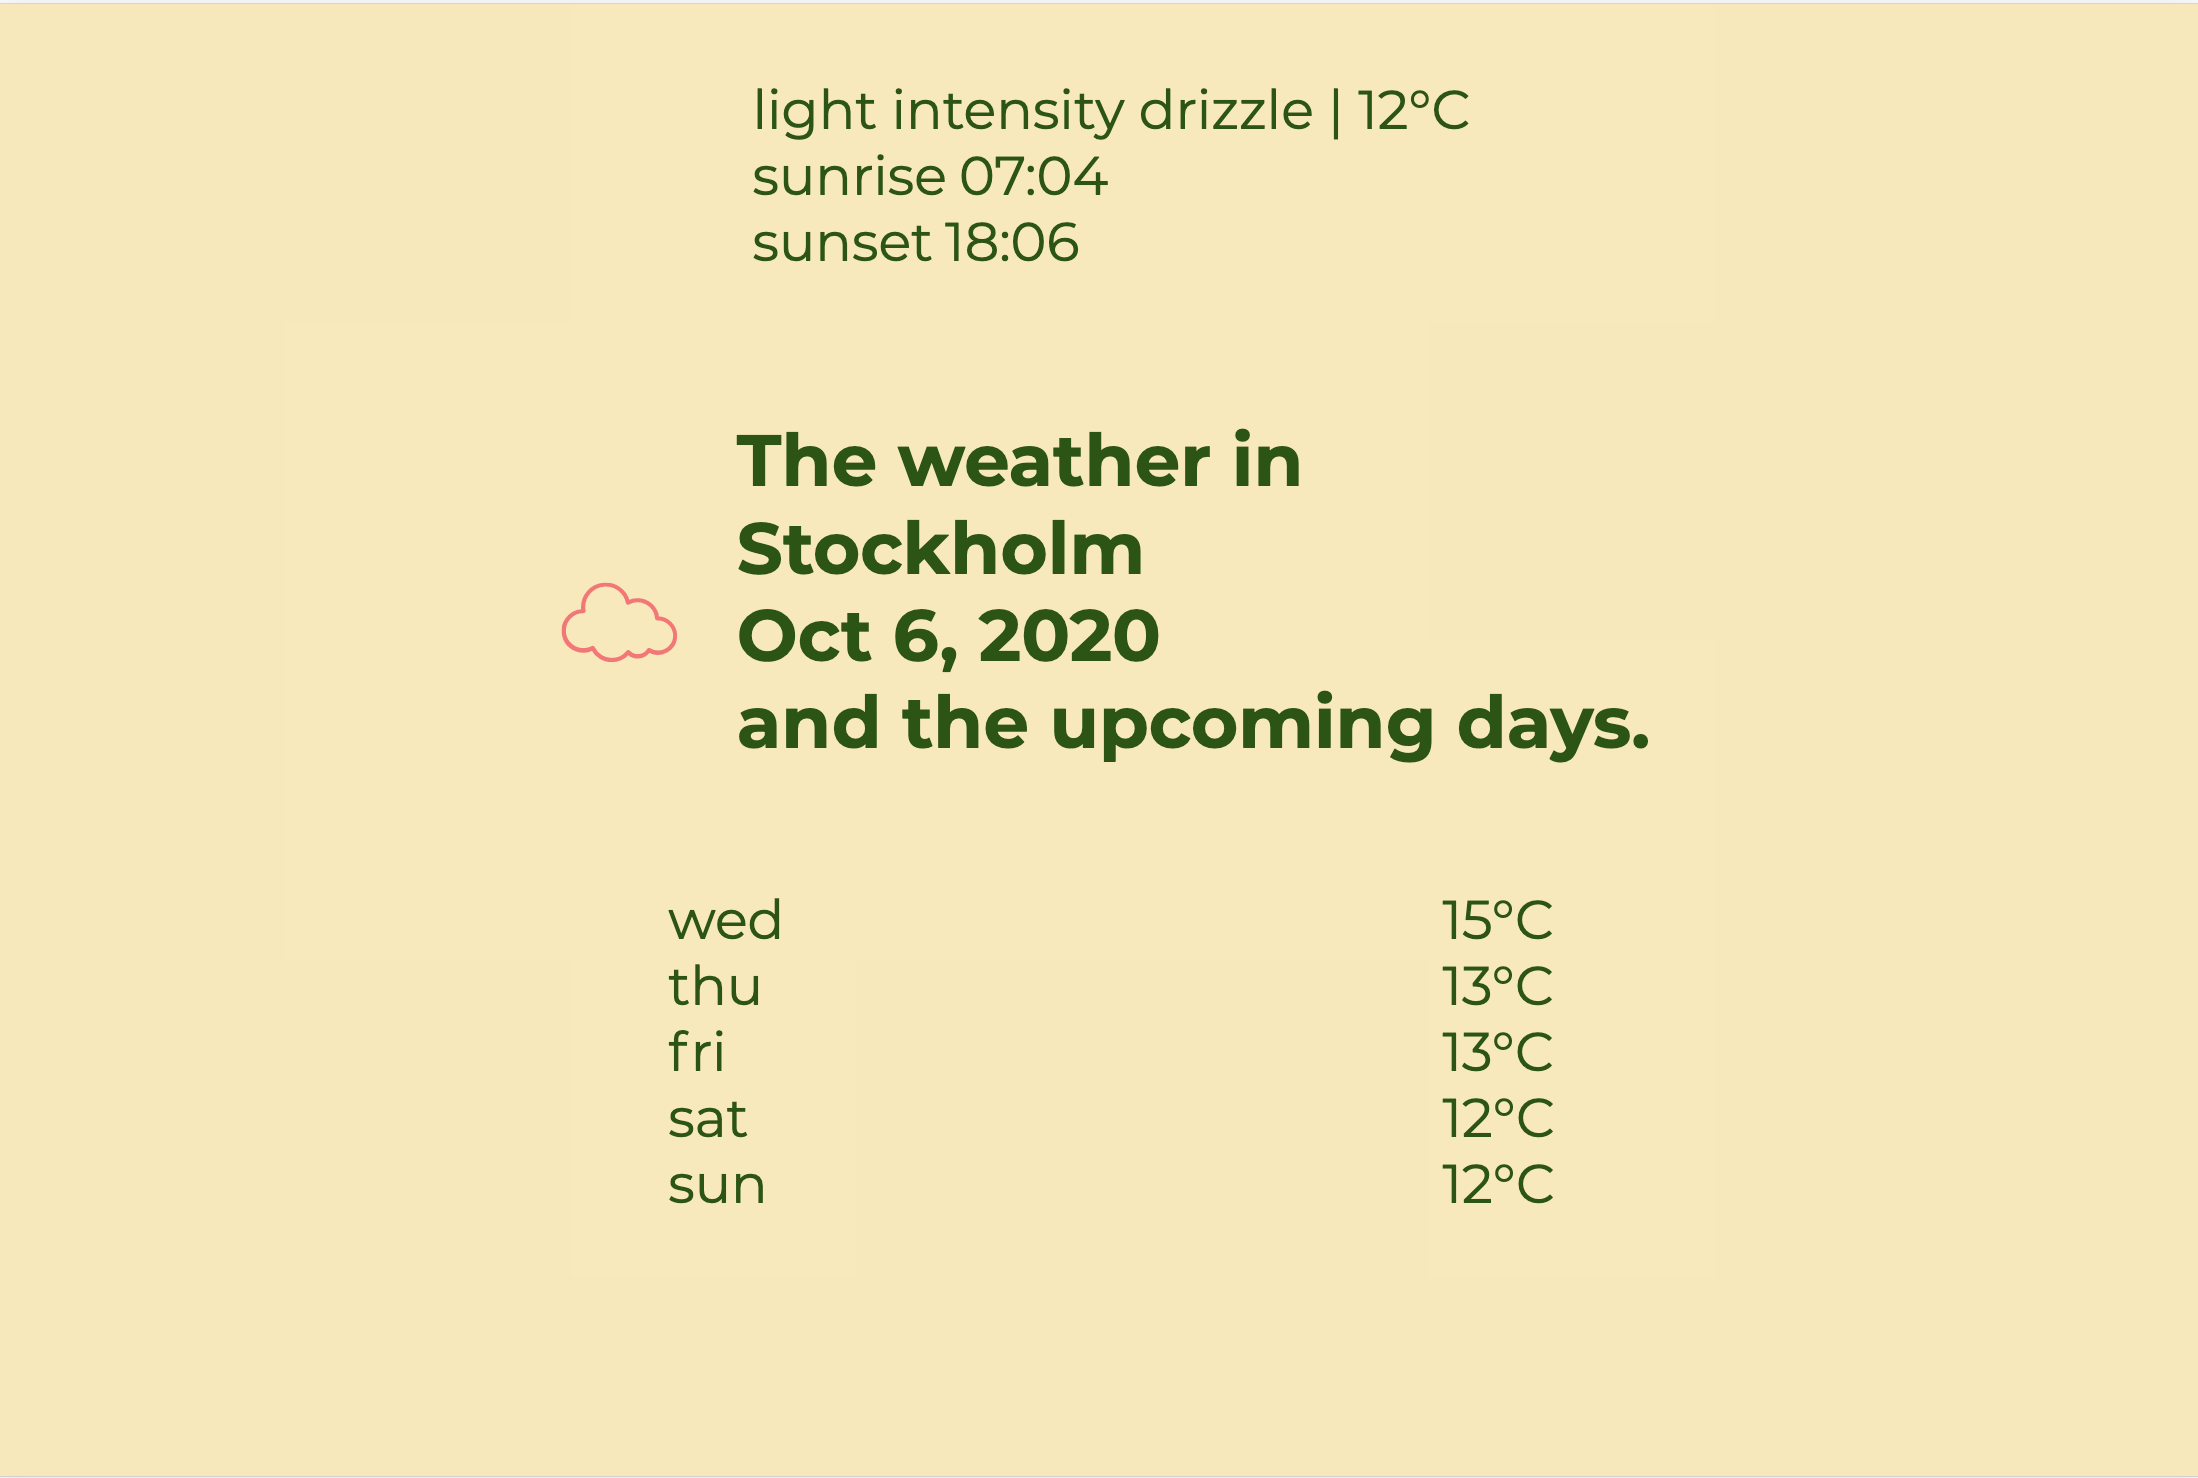 light intensity drizzle | 12°C
sunrise 07:04
sunset 18:06
The weather in
Stockholm
Oct 6, 2020
and the upcoming days.
wed 15°C
thu 13°C
fri 13°C
sat 12°C
sun 12°C